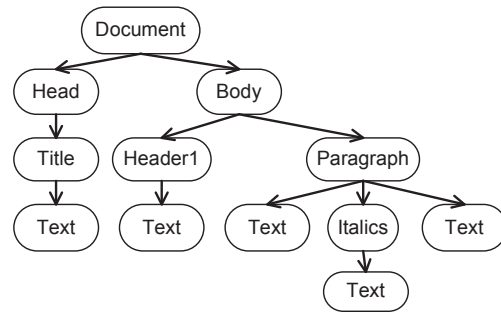 Document
Head
Body
Title
Header1
Paragraph
Text
Text
Text
Italics
Text
Text